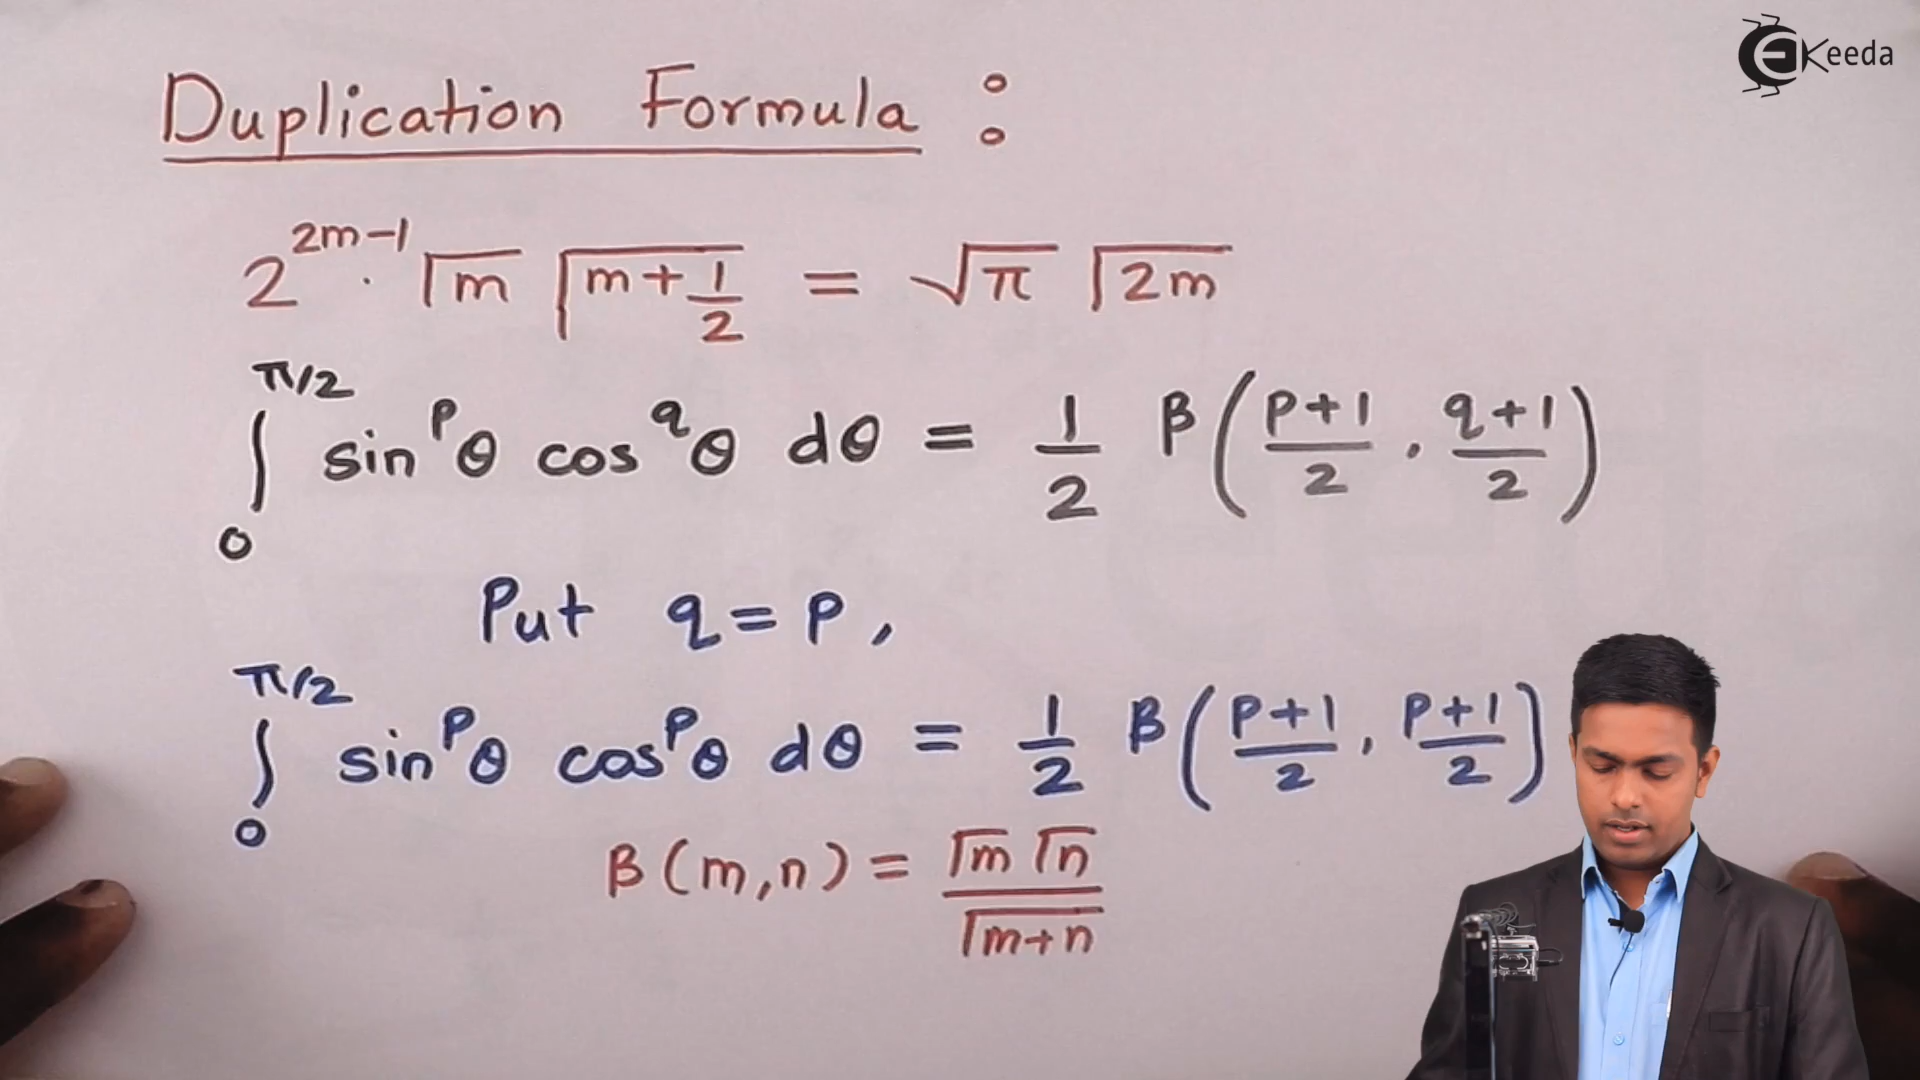 EKeeda
Duplication Formula :
2^{2m-1} · Γm Γ(m + 1/2) = √π Γ2m
∫_0^{π/2} sin^p θ cos^q θ dθ = 1/2 β((p+1)/2 , (q+1)/2)
Put q = p ,
∫_0^{π/2} sin^p θ cos^p θ dθ = 1/2 β((p+1)/2 , (p+1)/2)
β(m,n) = Γm Γn / Γm+n